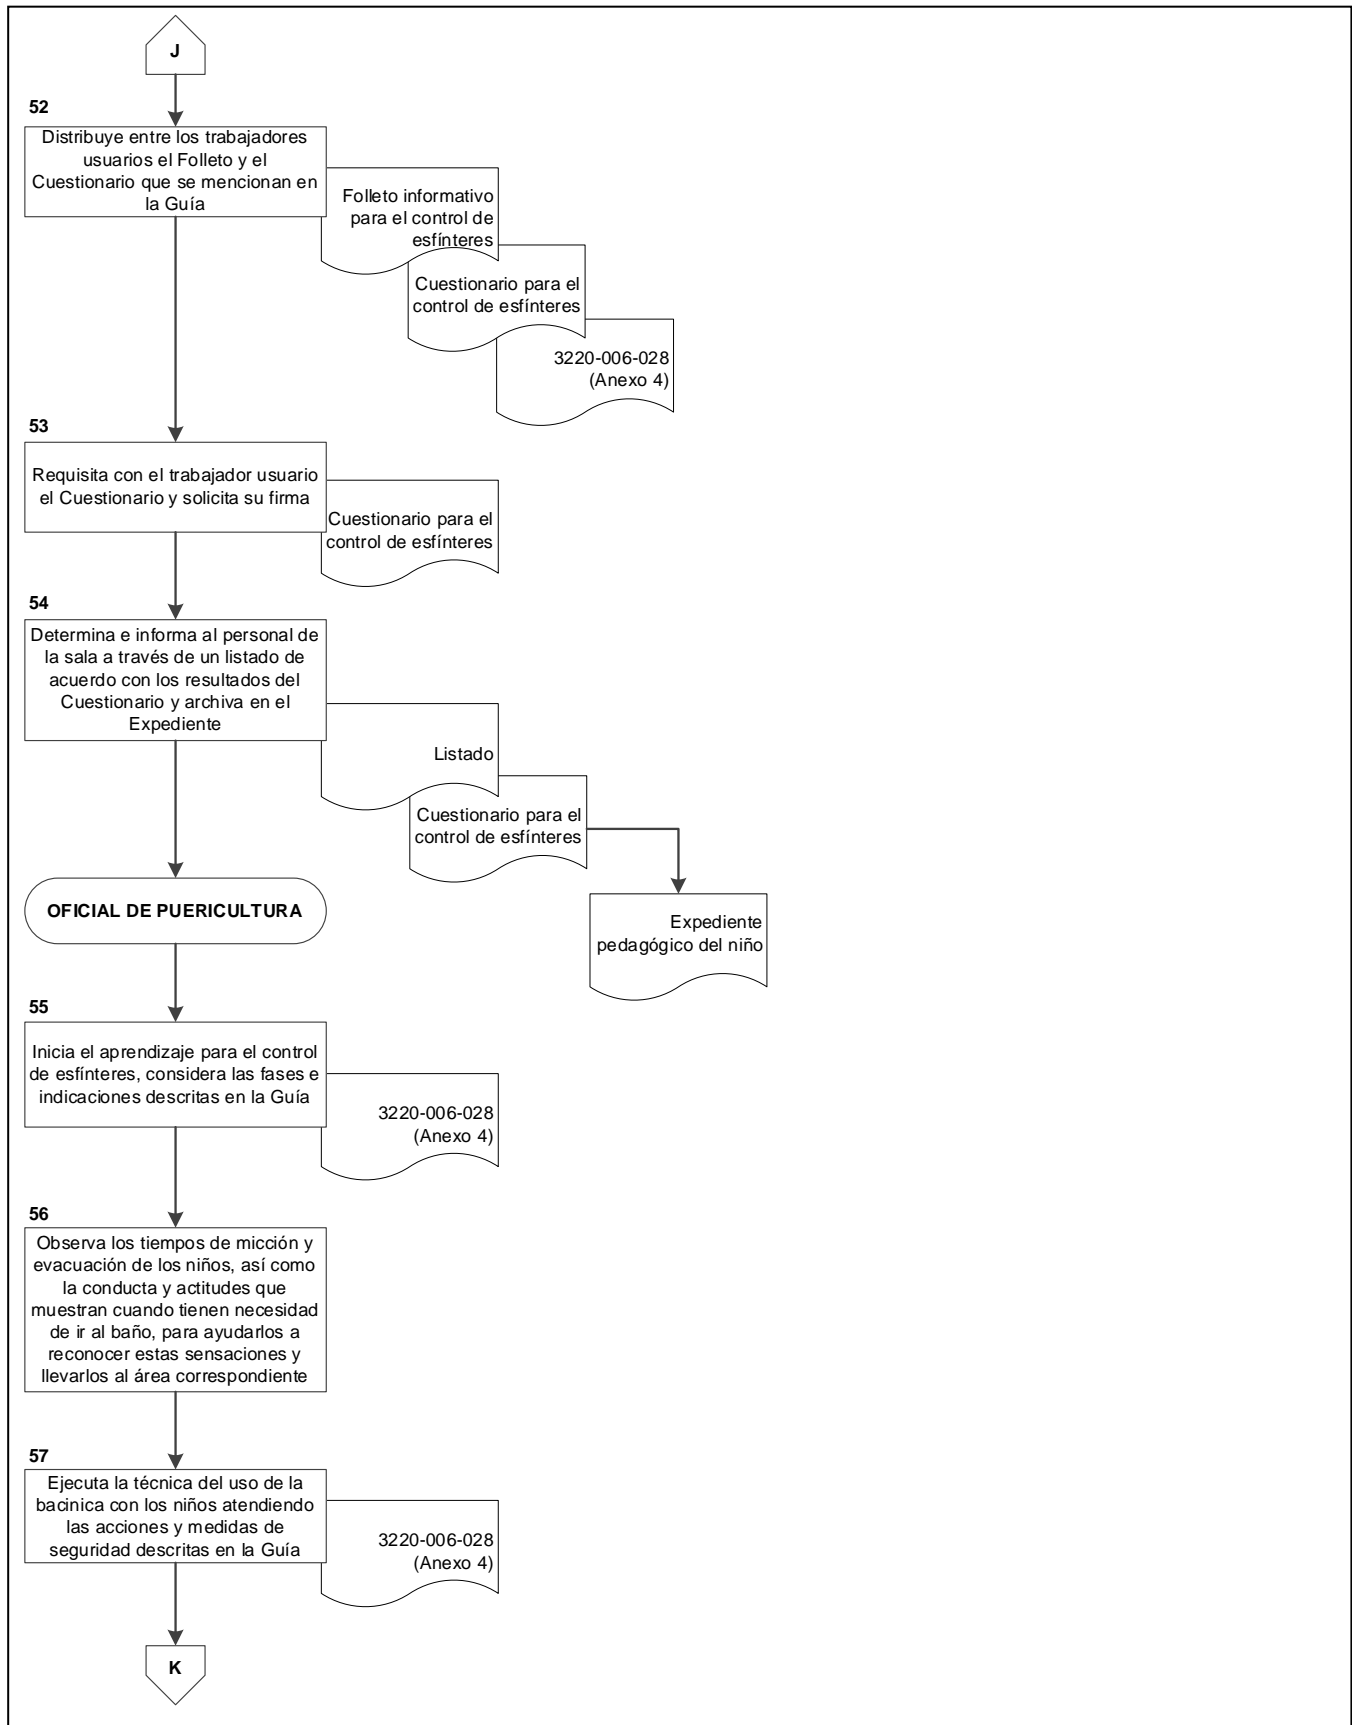 J
52
Distribuye entre los trabajadores
usuarios el Folleto y el
Cuestionario que se mencionan en
la Guía
Folleto informativo
para el control de
esfínteres
Cuestionario para el
control de esfínteres
3220-006-028
(Anexo 4)
53
Requisita con el trabajador usuario
el Cuestionario y solicita su firma
Cuestionario para el
control de esfínteres
54
Determina e informa al personal de
la sala a través de un listado de
acuerdo con los resultados del
Cuestionario y archiva en el
Expediente
Listado
Cuestionario para el
control de esfínteres
Expediente
pedagógico del niño
OFICIAL DE PUERICULTURA
55
Inicia el aprendizaje para el control
de esfínteres, considera las fases e
indicaciones descritas en la Guía
3220-006-028
(Anexo 4)
56
Observa los tiempos de micción y
evacuación de los niños, así como
la conducta y actitudes que
muestran cuando tienen necesidad
de ir al baño, para ayudarlos a
reconocer estas sensaciones y
llevarlos al área correspondiente
57
Ejecuta la técnica del uso de la
bacinica con los niños atendiendo
las acciones y medidas de
seguridad descritas en la Guía
3220-006-028
(Anexo 4)
K